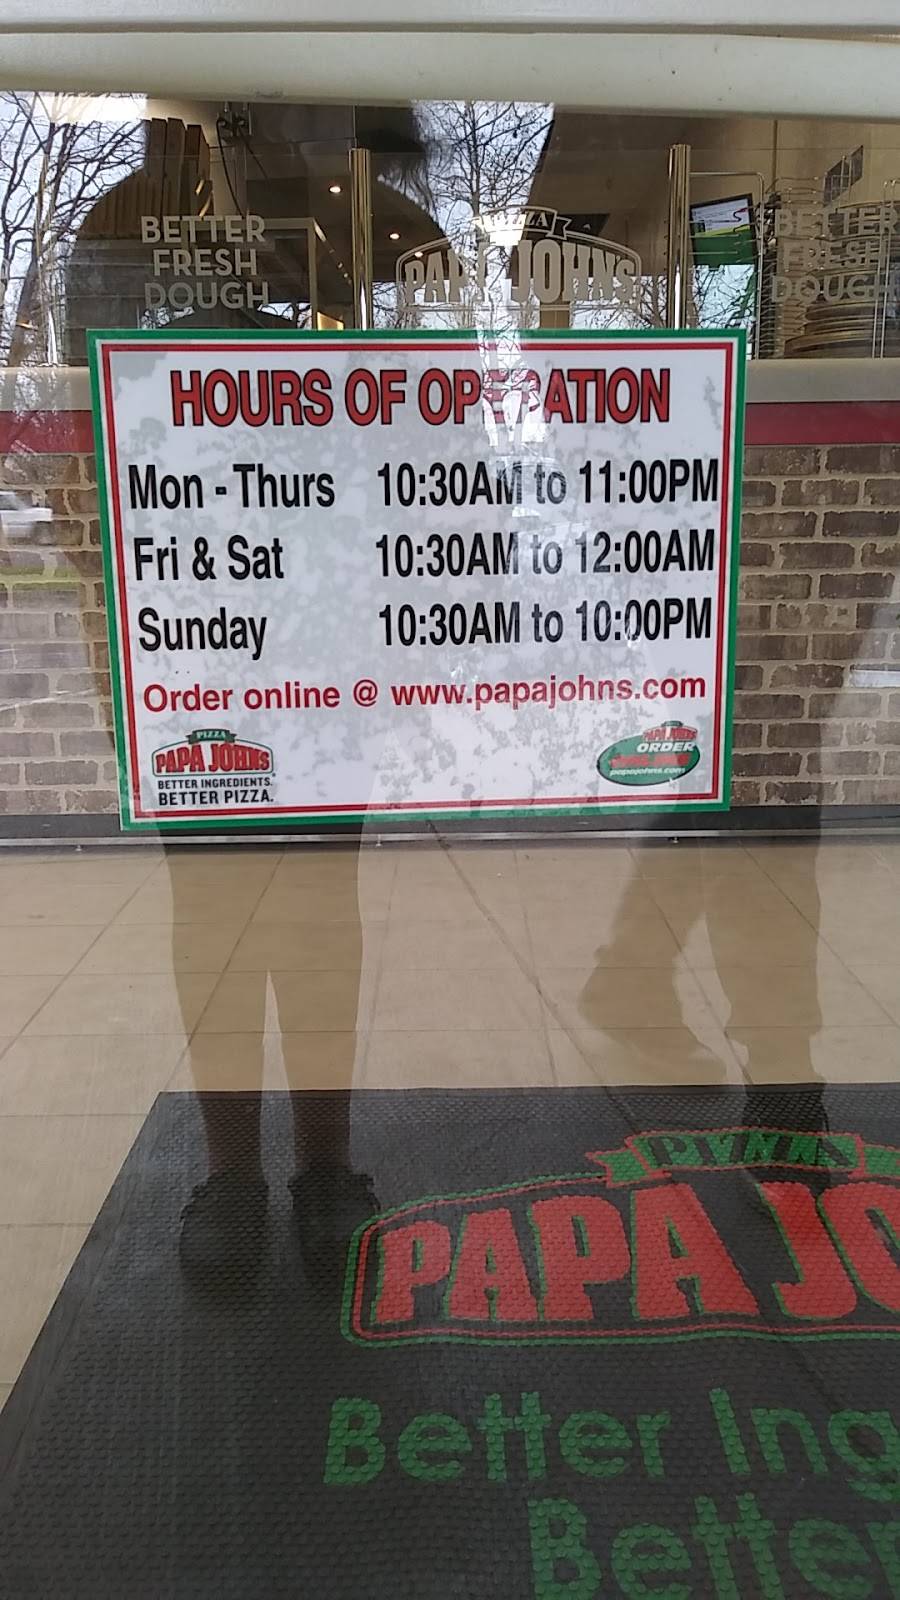 BETTER
FRESH
DOUGH
PIZZA
PAPA JOHNS
BETTER
FRESH
DOUGH
HOURS OF OPERATION
Mon - Thurs 10:30AM to 11:00PM
Fri & Sat 10:30AM to 12:00AM
Sunday 10:30AM to 10:00PM
Order online @ www.papajohns.com
PIZZA
PAPA JOHNS
BETTER INGREDIENTS.
BETTER PIZZA.
PAPA JOHNS
ORDER
papajohns.com
PAPA JO
Better Ing
Better